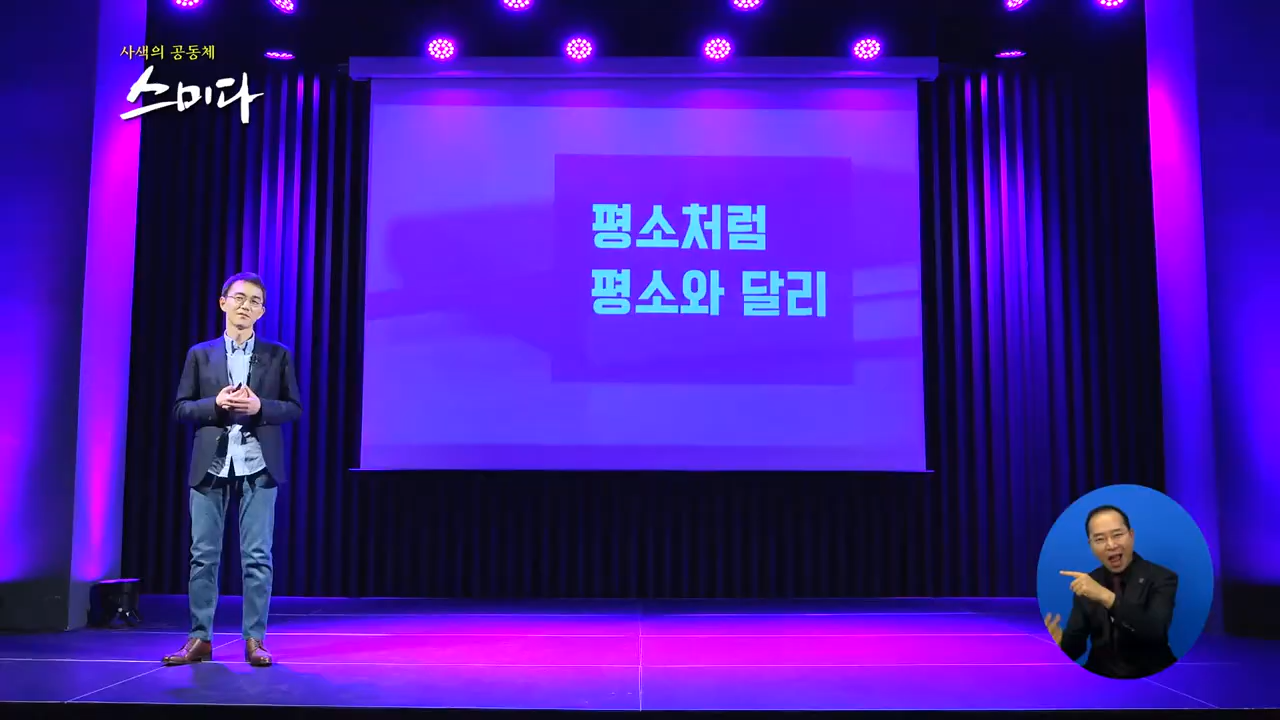 사색의 공동체
스미다
평소처럼
평소와 달리